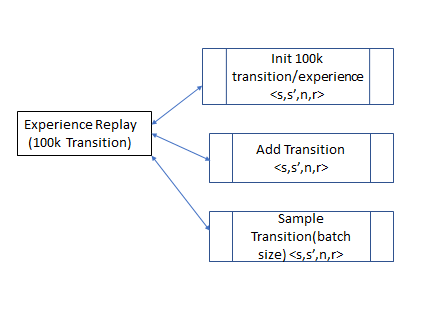 Experience Replay
(100k Transition)
Init 100k
transition/experience
<s,s’,n,r>
Add Transition
<s,s’,n,r>
Sample
Transition(batch
size) <s,s’,n,r>